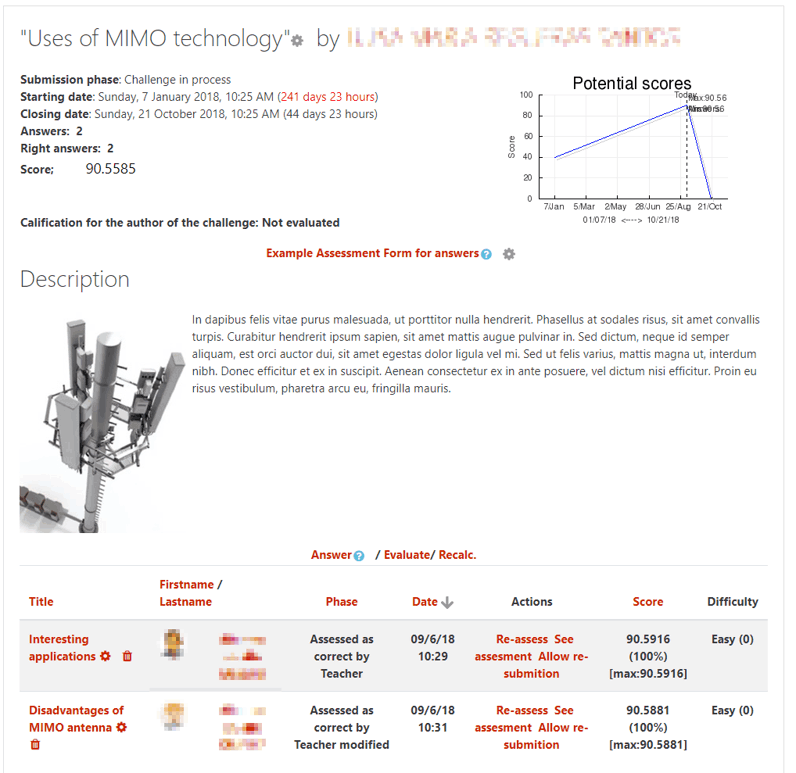 "Uses of MIMO technology" by
Submission phase: Challenge in process
Starting date: Sunday, 7 January 2018, 10:25 AM (241 days 23 hours)
Closing date: Sunday, 21 October 2018, 10:25 AM (44 days 23 hours)
Answers: 2
Right answers: 2
Score; 90.5585
Potential scores
Today
Max:90.56
100
80
60
40
20
0
Score
7/Jan 5/Mar 2/May 28/Jun 25/Aug 21/Oct
01/07/18 <----> 10/21/18
Calification for the author of the challenge: Not evaluated
Example Assessment Form for answers ?
Description
In dapibus felis vitae purus malesuada, ut porttitor nulla hendrerit. Phasellus at sodales risus, sit amet convallis
turpis. Curabitur hendrerit ipsum sapien, sit amet mattis augue pulvinar in. Sed dictum, neque id semper
aliquam, est orci auctor dui, sit amet egestas dolor ligula vel mi. Sed ut felis varius, mattis magna ut, interdum
nibh. Donec efficitur et ex in suscipit. Aenean consectetur ex in ante posuere, vel dictum nisi efficitur. Proin eu
risus vestibulum, pharetra arcu eu, fringilla mauris.
Answer ? / Evaluate/ Recalc.
Firstname /
Title Lastname Phase Date Actions Score Difficulty
Interesting Assessed as 09/6/18 Re-assess See 90.5916 Easy (0)
applications correct by 10:29 assesment Allow re- (100%)
Teacher submition [max:90.5916]
Disadvantages of Assessed as 09/6/18 Re-assess See 90.5881 Easy (0)
MIMO antenna correct by 10:31 assesment Allow re- (100%)
Teacher modified submition [max:90.5881]